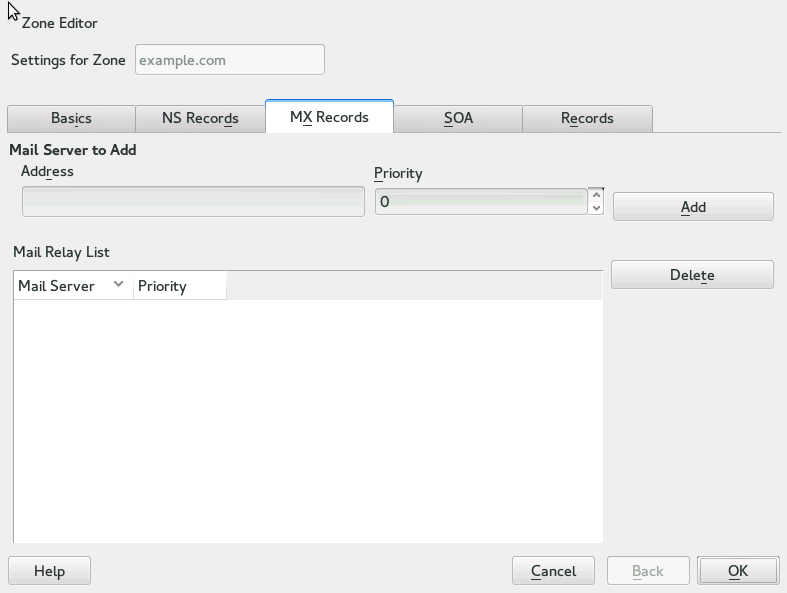 Zone Editor
Settings for Zone example.com
Basics NS Records MX Records SOA Records
Mail Server to Add
Address Priority
0 Add
Mail Relay List
Delete
Mail Server Priority
Help Cancel Back OK